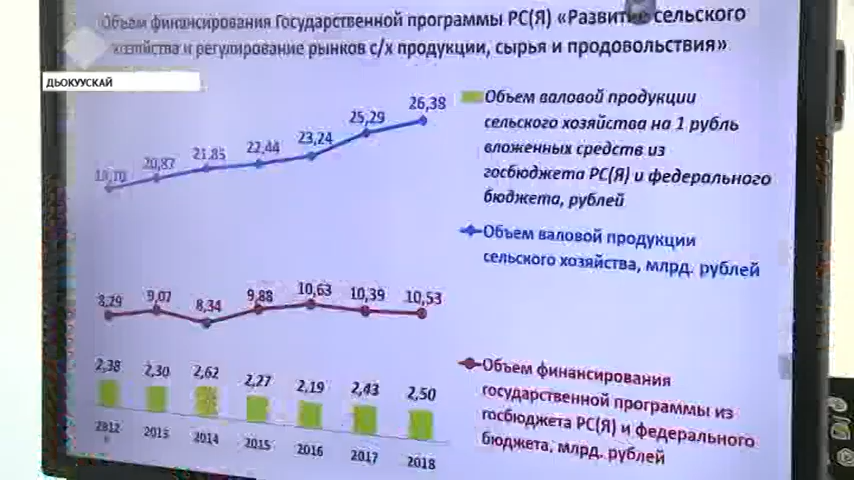 Объем финансирования Государственной программы РС(Я) «Развитие сельского
хозяйства и регулирование рынков с/х продукции, сырья и продовольствия»
ДЬОКУУСКАЙ
26,38
25,29
23,24
22,44
21,85
20,87
Объем валовой продукции
сельского хозяйства на 1 рубль
вложенных средств из
госбюджета РС(Я) и федерального
бюджета, рублей
Объем валовой продукции
сельского хозяйства, млрд. рублей
8,29 9,07 8,34 9,88 10,63 10,39 10,53
Объем финансирования
государственной программы из
госбюджета РС(Я) и федерального
бюджета, млрд. рублей
2,38 2,30 2,62 2,27 2,19 2,43 2,50
2012 2013 2014 2015 2016 2017 2018